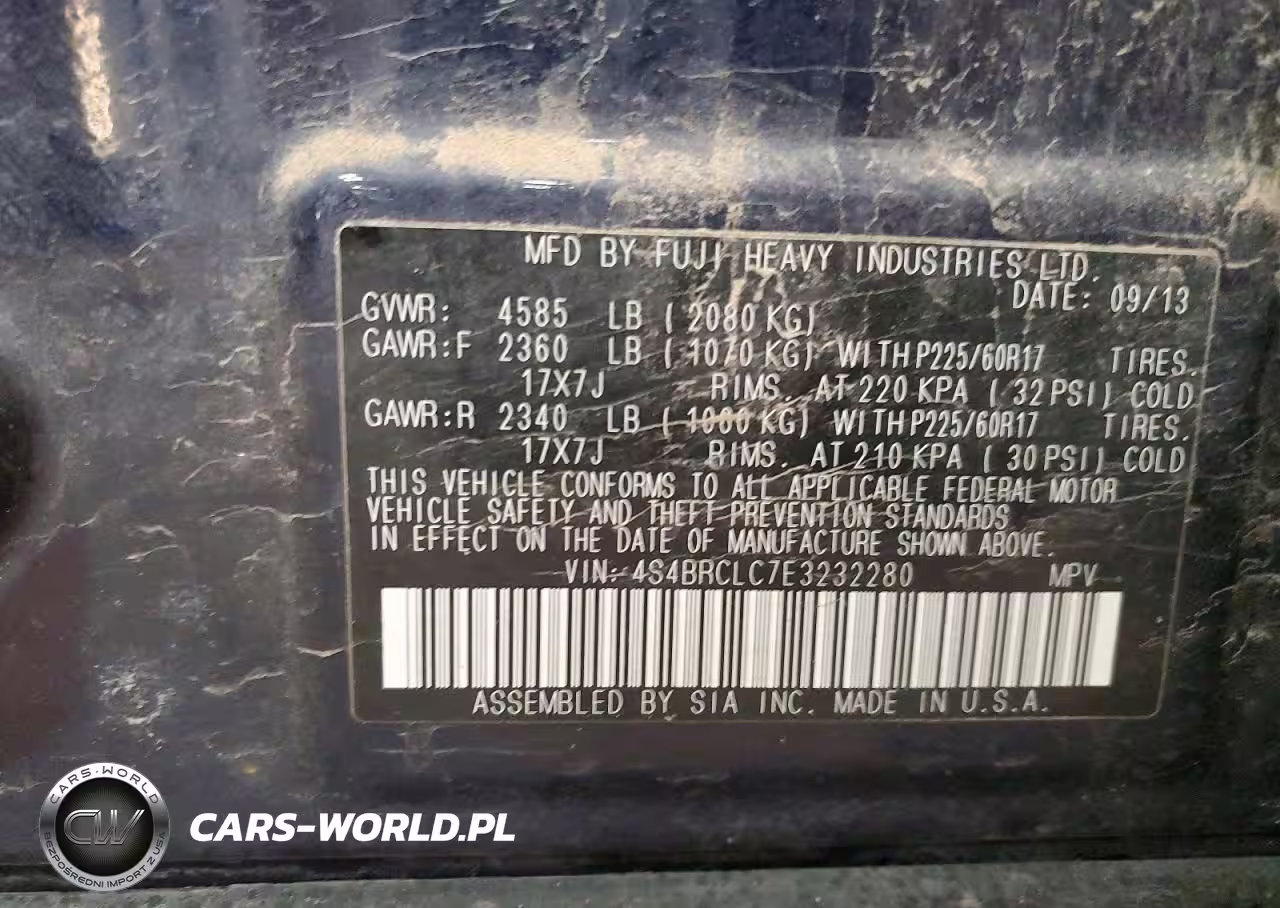 MFD BY FUJI HEAVY INDUSTRIES LTD.
DATE: 09/13
GVWR: 4585 LB ( 2080 KG)
GAWR:F 2360 LB ( 1070 KG) WITH P225/60R17 TIRES.
17X7J RIMS. AT 220 KPA ( 32 PSI) COLD
GAWR:R 2340 LB ( 1060 KG) WITH P225/60R17 TIRES.
17X7J RIMS. AT 210 KPA ( 30 PSI) COLD
THIS VEHICLE CONFORMS TO ALL APPLICABLE FEDERAL MOTOR
VEHICLE SAFETY AND THEFT PREVENTION STANDARDS
IN EFFECT ON THE DATE OF MANUFACTURE SHOWN ABOVE.
VIN: 4S4BRCLC7E3232280 MPV
ASSEMBLED BY SIA INC. MADE IN U.S.A.
CARS-WORLD
CW
BEZPOŚREDNI IMPORT Z USA
CARS-WORLD.PL